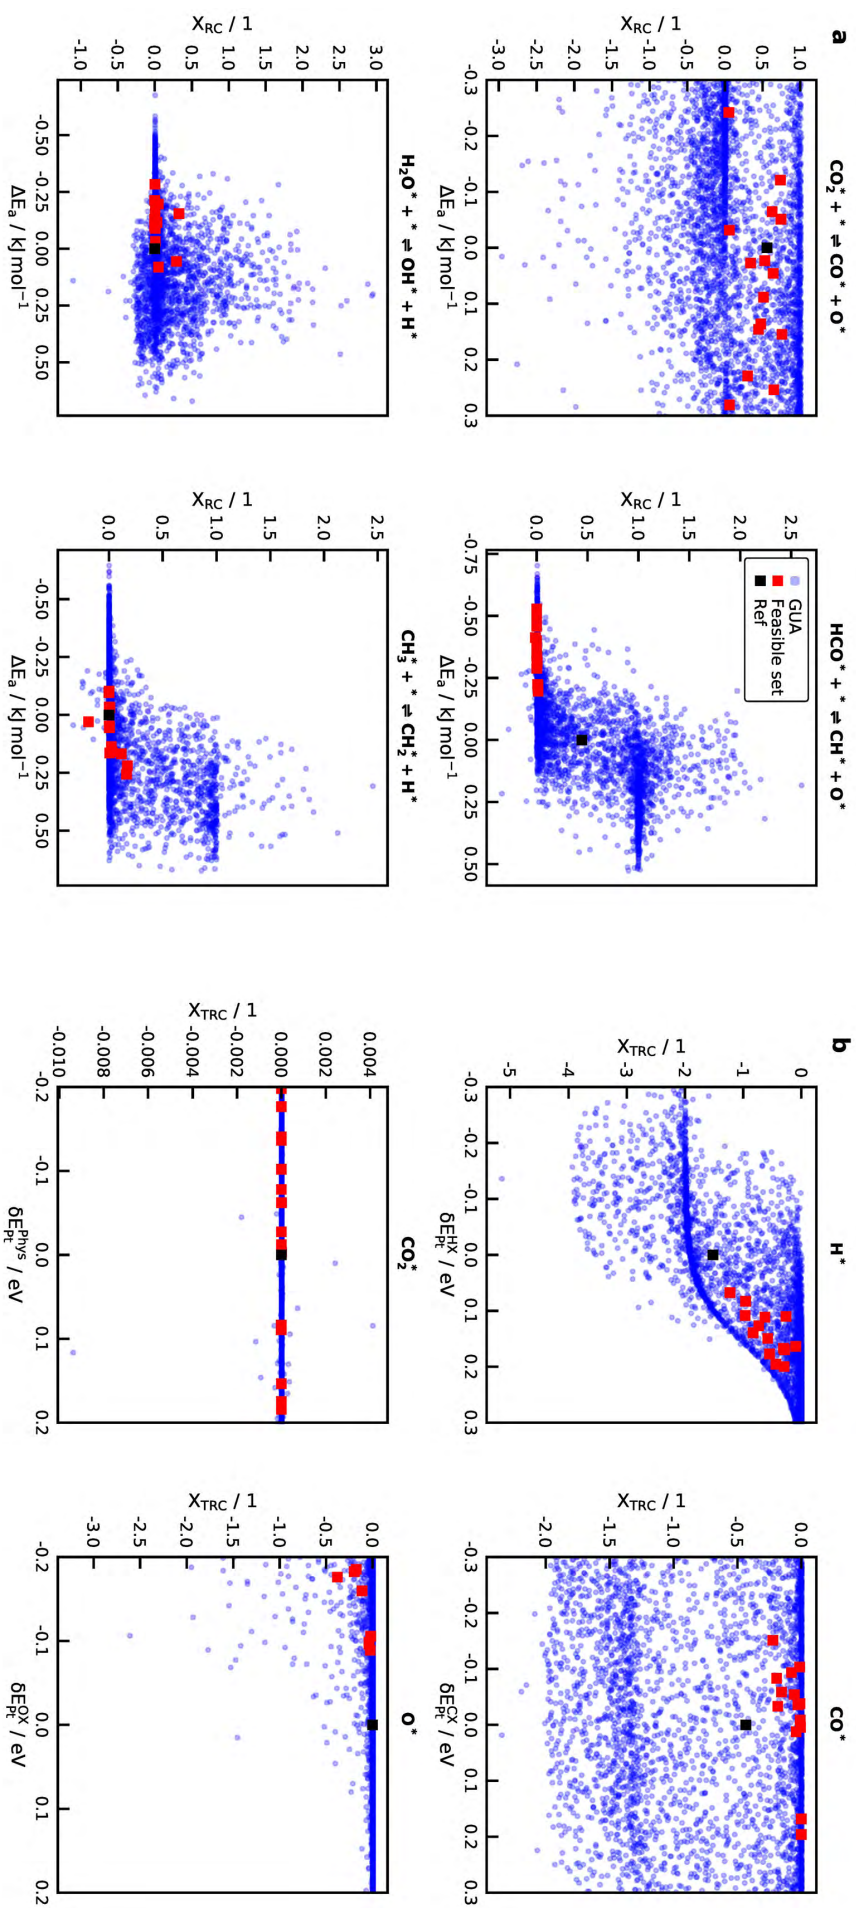 a
CO₂* + * ⇌ CO* + O*
X_RC / 1
1.0
0.5
0.0
-0.5
-1.0
-1.5
-2.0
-2.5
-3.0
-0.3 -0.2 -0.1 0.0 0.1 0.2 0.3
ΔE_a / kJ mol⁻¹
HCO* + * ⇌ CH* + O*
GUA
Feasible set
Ref
X_RC / 1
2.5
2.0
1.5
1.0
0.5
0.0
-0.75 -0.50 -0.25 0.00 0.25 0.50
ΔE_a / kJ mol⁻¹
b
H*
X_TRC / 1
0
-1
-2
-3
-4
-5
-0.3 -0.2 -0.1 0.0 0.1 0.2 0.3
δE_Pt^HX / eV
CO*
X_TRC / 1
0.0
-0.5
-1.0
-1.5
-2.0
-0.3 -0.2 -0.1 0.0 0.1 0.2 0.3
δE_Pt^CX / eV
H₂O* + * ⇌ OH* + H*
X_RC / 1
3.0
2.5
2.0
1.5
1.0
0.5
0.0
-0.5
-1.0
-0.50 -0.25 0.00 0.25 0.50
ΔE_a / kJ mol⁻¹
CH₃* + * ⇌ CH₂* + H*
X_RC / 1
2.5
2.0
1.5
1.0
0.5
0.0
-0.50 -0.25 0.00 0.25 0.50
ΔE_a / kJ mol⁻¹
CO₂*
X_TRC / 1
0.004
0.002
0.000
-0.002
-0.004
-0.006
-0.008
-0.010
-0.2 -0.1 0.0 0.1 0.2
δE_Pt^Phys / eV
O*
X_TRC / 1
0.0
-0.5
-1.0
-1.5
-2.0
-2.5
-3.0
-0.2 -0.1 0.0 0.1 0.2
δE_Pt^OX / eV